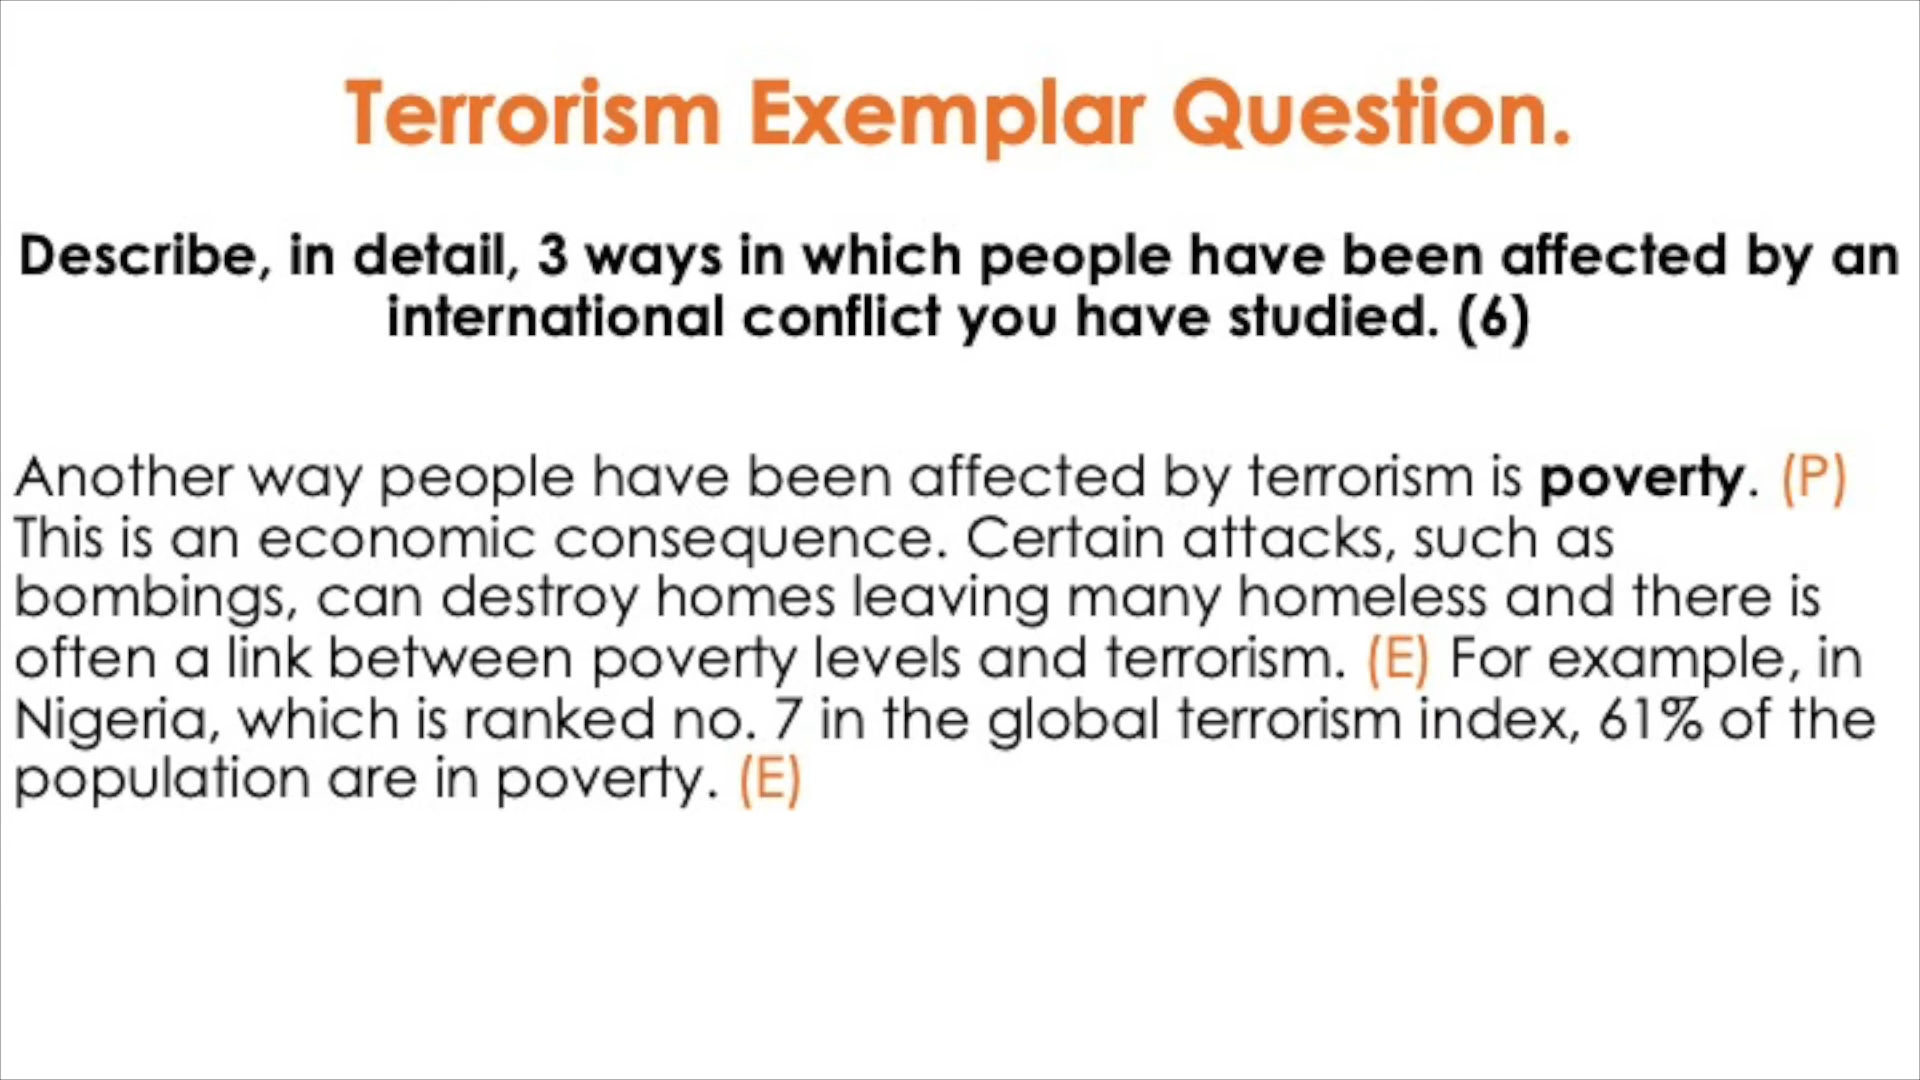 Terrorism Exemplar Question.
Describe, in detail, 3 ways in which people have been affected by an
international conflict you have studied. (6)
Another way people have been affected by terrorism is poverty. (P)
This is an economic consequence. Certain attacks, such as
bombings, can destroy homes leaving many homeless and there is
often a link between poverty levels and terrorism. (E) For example, in
Nigeria, which is ranked no. 7 in the global terrorism index, 61% of the
population are in poverty. (E)